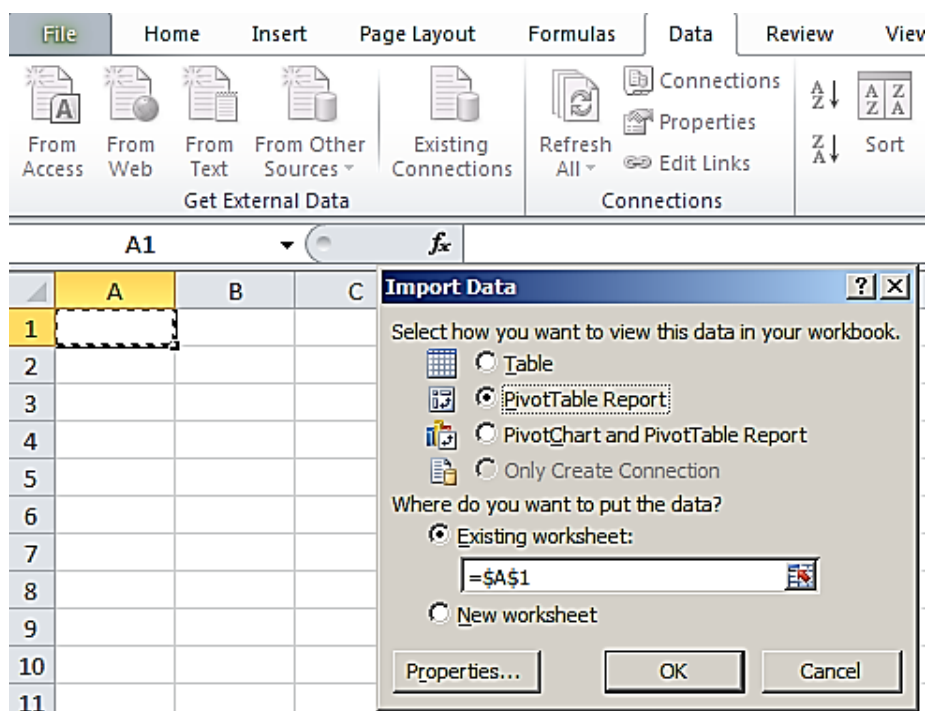 File Home Insert Page Layout Formulas Data Review View
From Access
From Web
From Text
From Other Sources
Existing Connections
Get External Data
Refresh All
Connections
Properties
Edit Links
Connections
A Z
Z A
A Z Z A
Sort
A1 fx
A B C
1
2
3
4
5
6
7
8
9
10
11
Import Data ? X
Select how you want to view this data in your workbook.
Table
PivotTable Report
PivotChart and PivotTable Report
Only Create Connection
Where do you want to put the data?
Existing worksheet:
=$A$1
New worksheet
Properties... OK Cancel